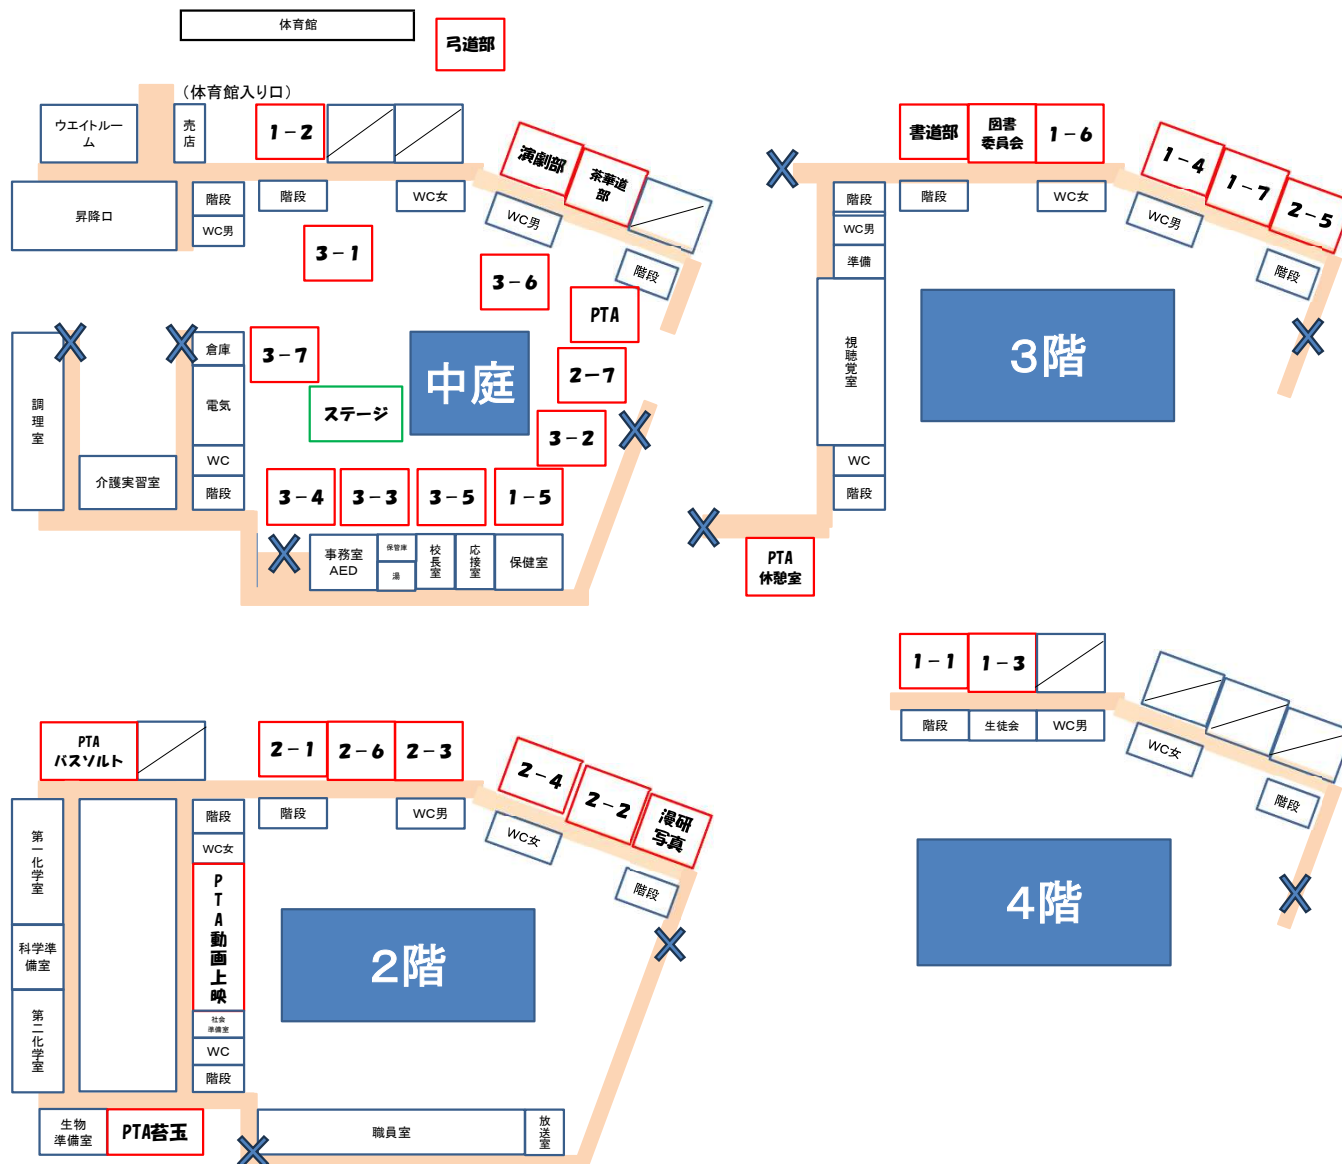 体育館
弓道部
(体育館入り口)
ウエイトルー
ム
売店
1-2
演劇部
茶華道
部
昇降口
階段
WC男
階段
WC女
WC男
階段
3-1
3-6
PTA
3-7
2-7
中庭
ステージ
3-2
倉庫
電気
WC
階段
調理室
介護実習室
3-4
3-3
3-5
1-5
事務室
AED
保管庫
湯
校長室
応接室
保健室
書道部
図書
委員会
1-6
1-4
1-7
2-5
階段
WC男
準備
視聴覚室
WC
階段
階段
WC女
WC男
階段
3階
PTA
休憩室
PTA
バスソルト
2-1
2-6
2-3
2-4
2-2
漫研
写真
第一化学室
科学準
備室
第二化学室
階段
WC女
PTA動画上映
社会
準備室
WC
階段
階段
WC男
WC女
階段
2階
生物
準備室
PTA苔玉
職員室
放送室
1-1
1-3
階段
生徒会
WC男
WC女
階段
4階